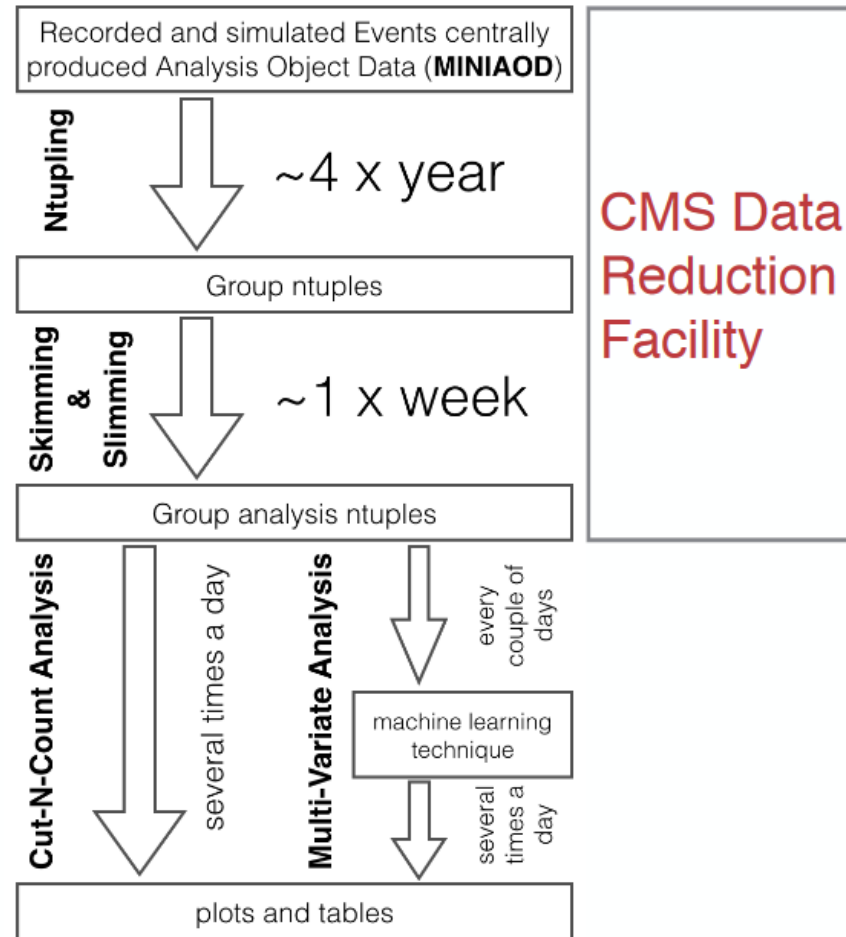 Recorded and simulated Events centrally
produced Analysis Object Data (MINIAOD)
Ntupling
~4 x year
Group ntuples
Skimming
&
Slimming
~1 x week
Group analysis ntuples
CMS Data
Reduction
Facility
Cut-N-Count Analysis
several times a day
Multi-Variate Analysis
every
couple of
days
machine learning
technique
several
times a
day
plots and tables